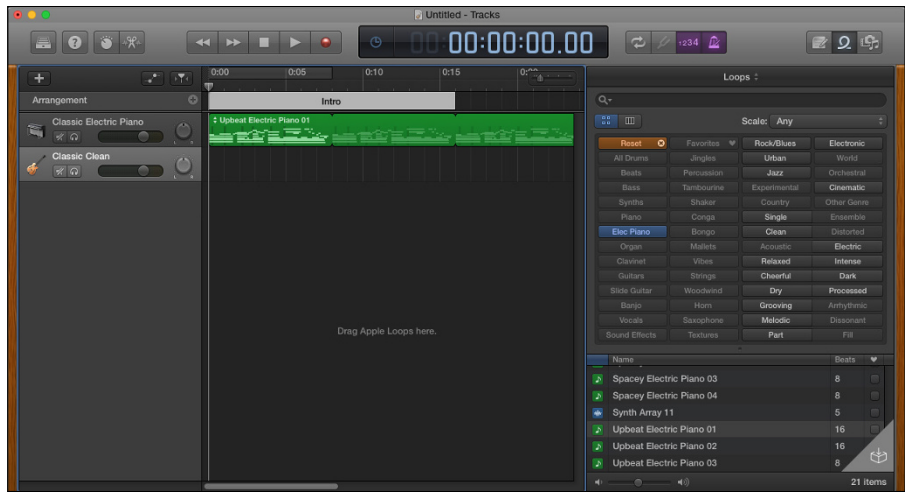 Untitled - Tracks
1234
00:00:00.00
0:00 0:05 0:10 0:15
Loops
Arrangement
Intro
Classic Electric Piano
Upbeat Electric Piano 01
Scale: Any
Classic Clean
L R
Reset Favorites Rock/Blues Electronic
All Drums Jingles Urban World
Beats Percussion Jazz Orchestral
Bass Tambourine Experimental Cinematic
Synths Shaker Country Other Genre
Piano Conga Single Ensemble
Elec Piano Bongo Clean Distorted
Organ Mallets Acoustic Electric
Clavinet Vibes Relaxed Intense
Guitars Strings Cheerful Dark
Slide Guitar Woodwind Dry Processed
Banjo Horn Grooving Arrhythmic
Vocals Saxophone Melodic Dissonant
Sound Effects Textures Part Fill
Drag Apple Loops here.
Name Beats
Spacey Electric Piano 03 8
Spacey Electric Piano 04 8
Synth Array 11 5
Upbeat Electric Piano 01 16
Upbeat Electric Piano 02 16
Upbeat Electric Piano 03 8
21 items